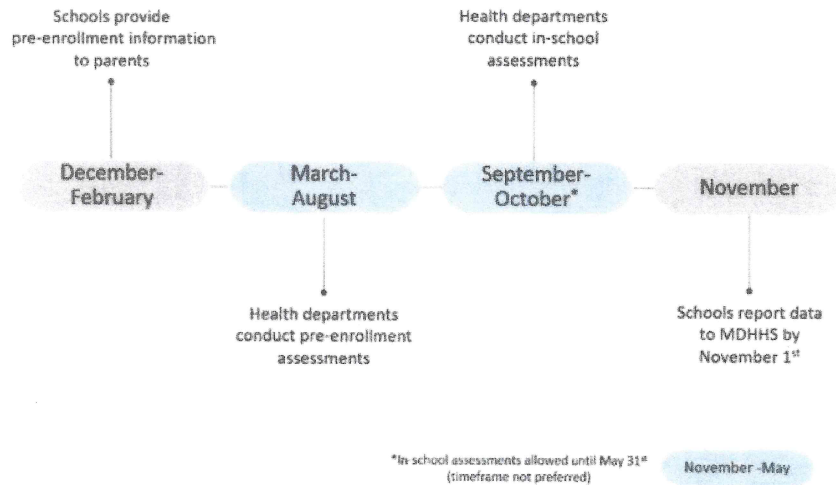 Schools provide
pre-enrollment information
to parents
Health departments
conduct in-school
assessments
December-
February
March-
August
September-
October*
November
Health departments
conduct pre-enrollment
assessments
Schools report data
to MDHHS by
November 1st
*In-school assessments allowed until May 31st
(timeframe not preferred)
November -May